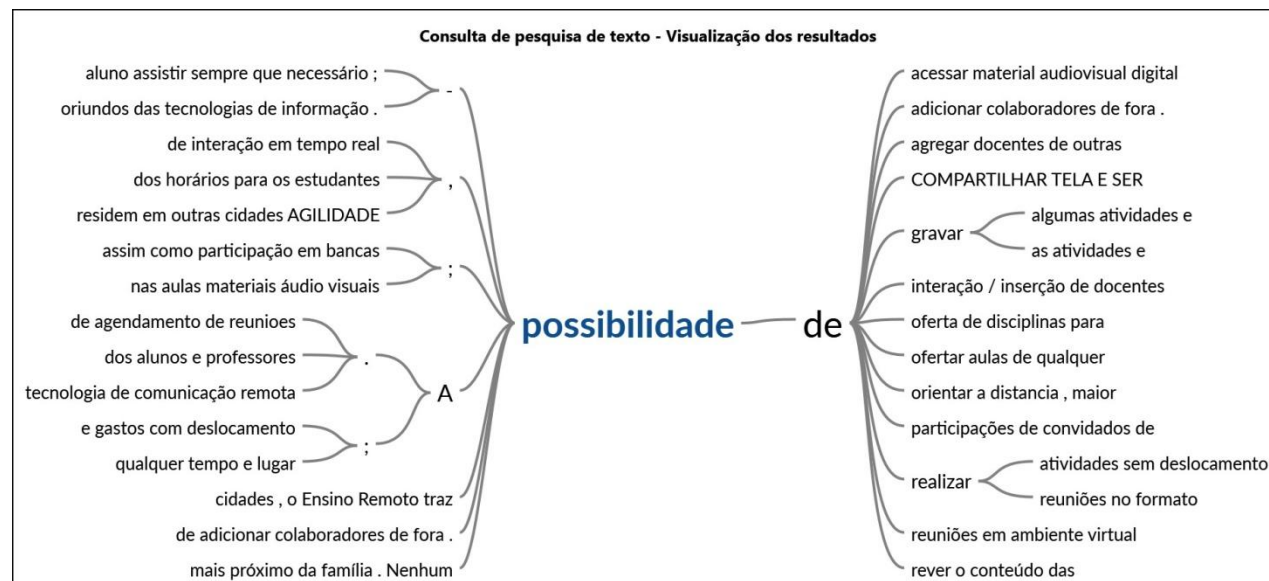 Consulta de pesquisa de texto - Visualização dos resultados
aluno assistir sempre que necessário ;
oriundos das tecnologias de informação .
-
de interação em tempo real
dos horários para os estudantes
residem em outras cidades AGILIDADE
,
assim como participação em bancas
nas aulas materiais áudio visuais
;
de agendamento de reunioes
dos alunos e professores
tecnologia de comunicação remota
.
e gastos com deslocamento
qualquer tempo e lugar
;
A
cidades , o Ensino Remoto traz
de adicionar colaboradores de fora .
mais próximo da família . Nenhum
possibilidade
de
acessar material audiovisual digital
adicionar colaboradores de fora .
agregar docentes de outras
COMPARTILHAR TELA E SER
gravar
algumas atividades e
as atividades e
interação / inserção de docentes
oferta de disciplinas para
ofertar aulas de qualquer
orientar a distancia , maior
participações de convidados de
realizar
atividades sem deslocamento
reuniões no formato
reuniões em ambiente virtual
rever o conteúdo das